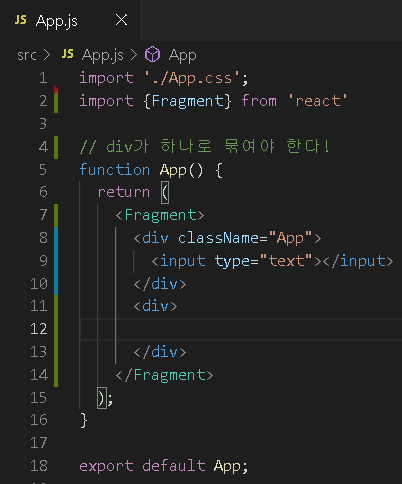 JS App.js ×
src > JS App.js > App
1 import './App.css';
2 import {Fragment} from 'react'
3
4 // div가 하나로 묶여야 한다!
5 function App() {
6 return (
7 <Fragment>
8 <div className="App">
9 <input type="text"></input>
10 </div>
11 <div>
12
13 </div>
14 </Fragment>
15 );
16 }
17
18 export default App;